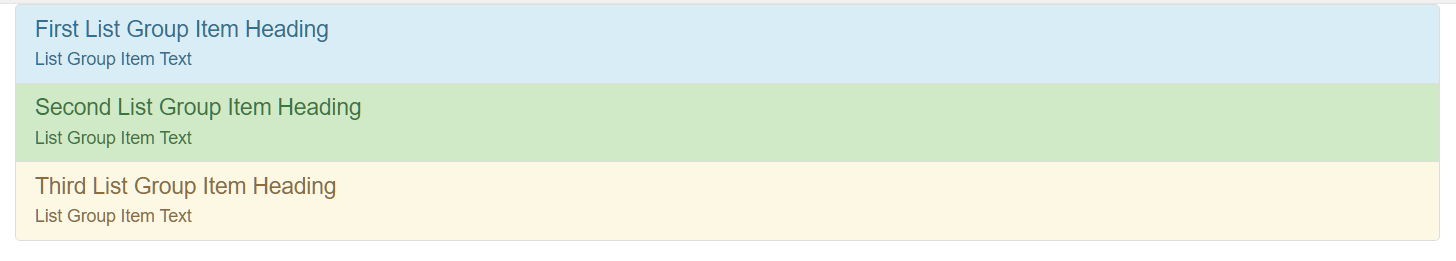 First List Group Item Heading
List Group Item Text
Second List Group Item Heading
List Group Item Text
Third List Group Item Heading
List Group Item Text